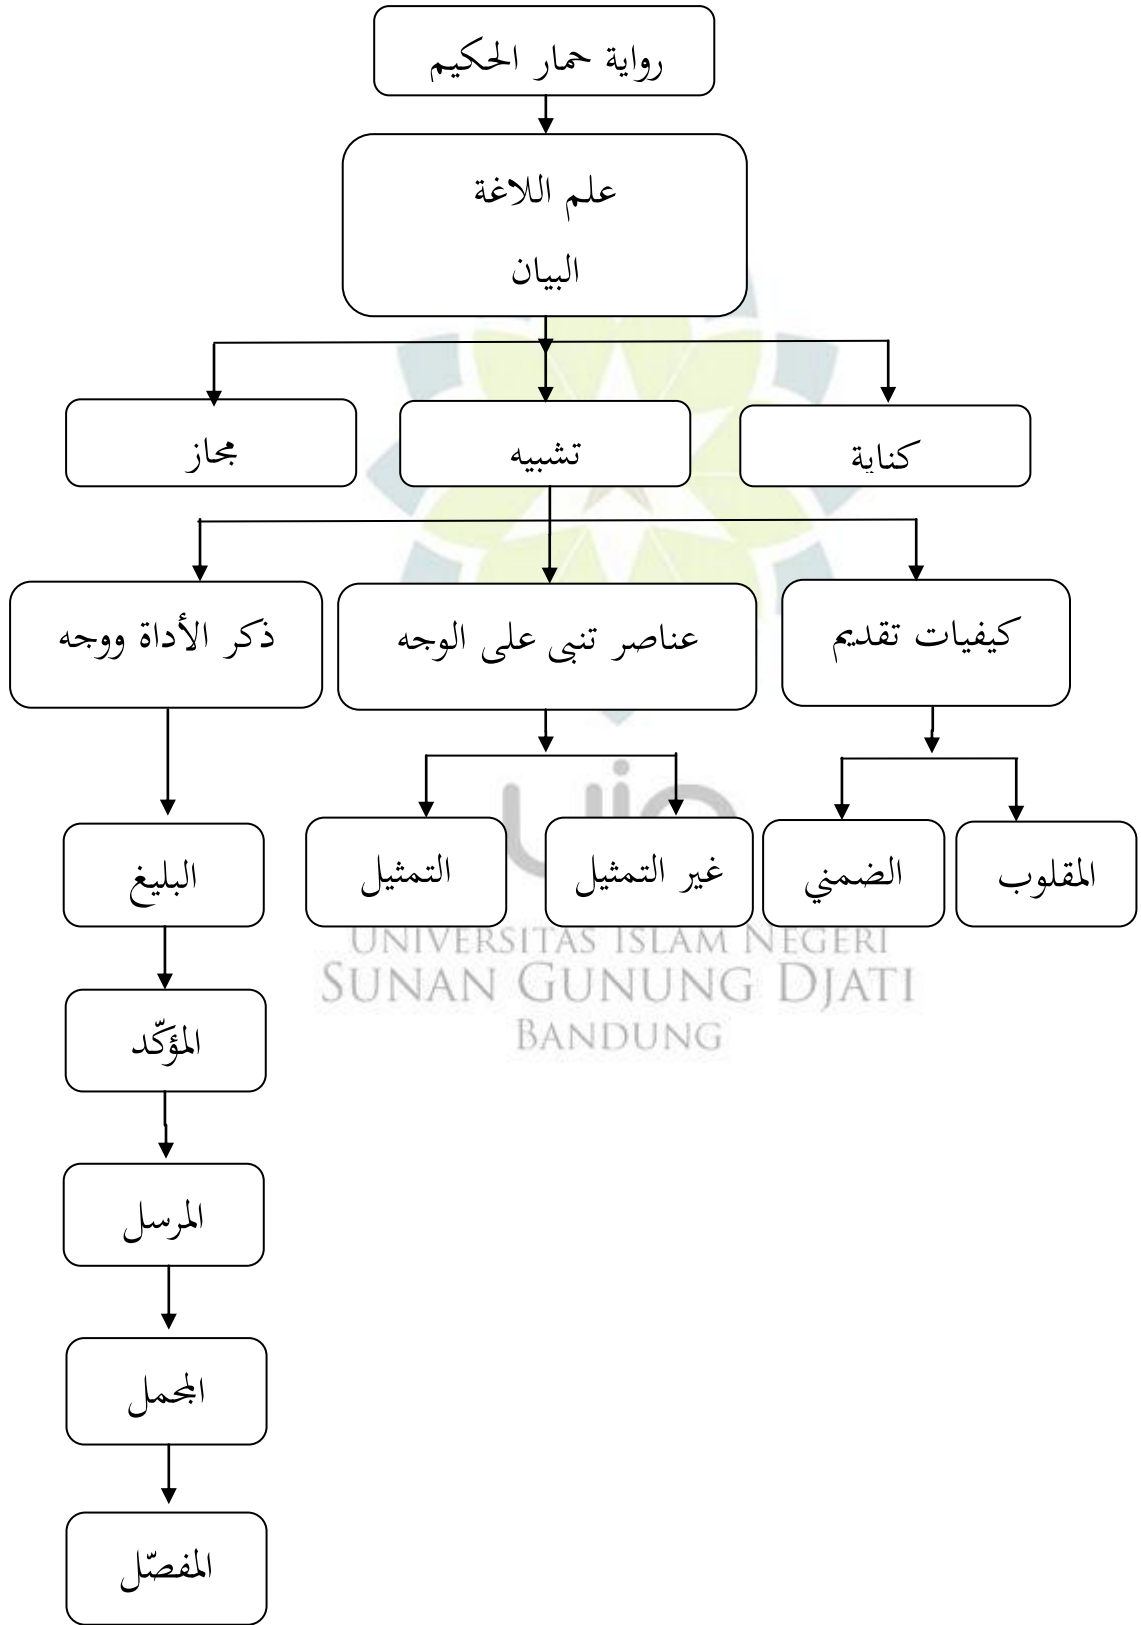 رواية حمار الحكيم
علم اللاغة
البيان
كناية
تشبيه
مجاز
كيفيات تقديم
عناصر تنبى على الوجه
ذكر الأداة ووجه
المقلوب
الضمني
غير التمثيل
التمثيل
البليغ
uin
UNIVERSITAS ISLAM NEGERI
SUNAN GUNUNG DJATI
BANDUNG
المؤكّد
المرسل
المجمل
المفصّل